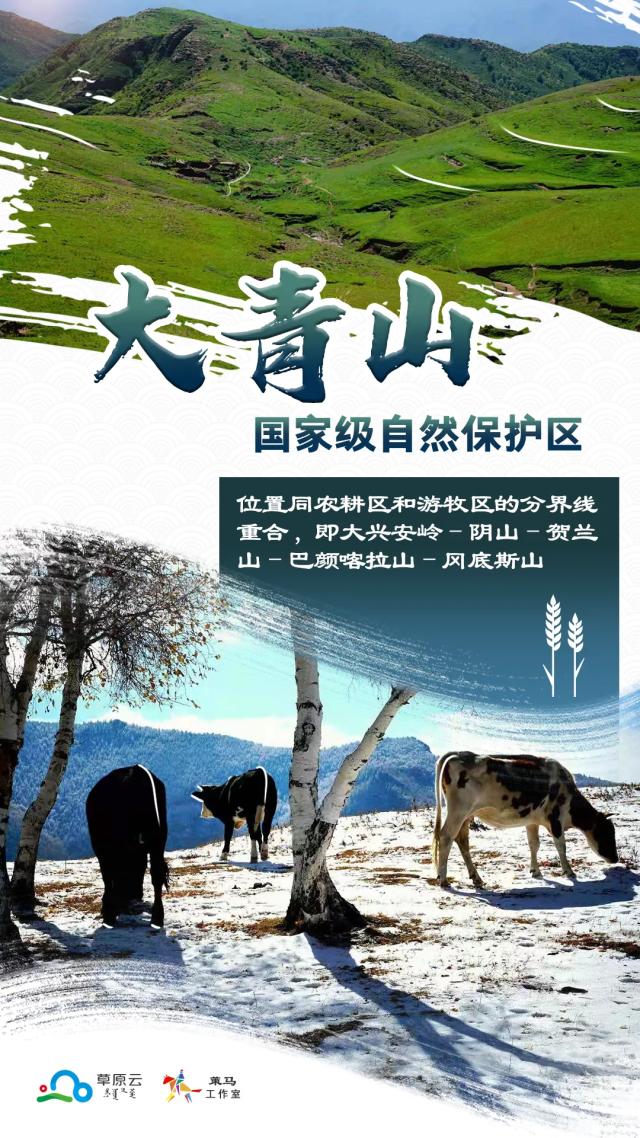 大青山
国家级自然保护区
位置同农耕区和游牧区的分界线
重合，即大兴安岭－阴山－贺兰
山－巴颜喀拉山－冈底斯山
草原云
策马
工作室